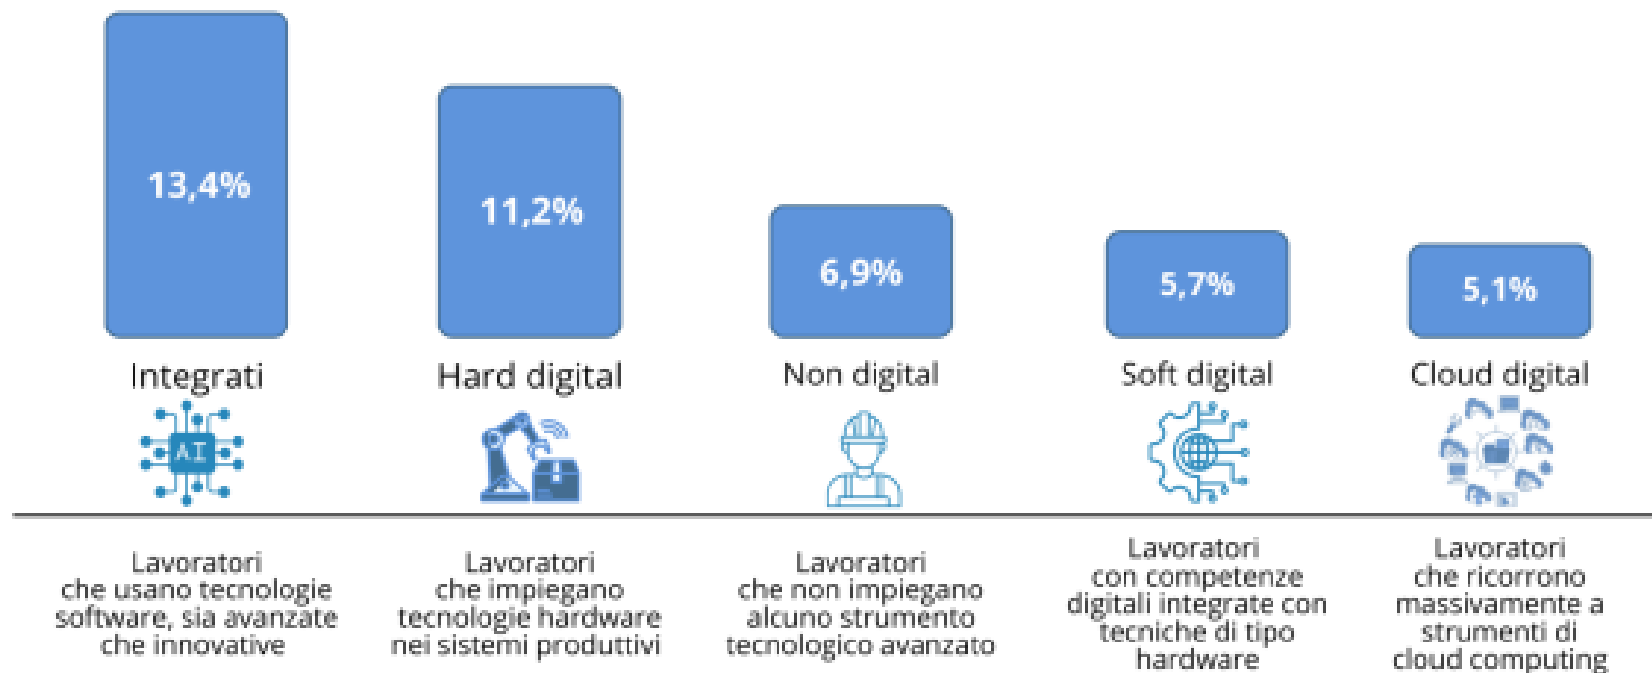 13,4%
11,2%
6,9%
5,7%
5,1%
Integrati
Hard digital
Non digital
Soft digital
Cloud digital
AI
Lavoratori
che usano tecnologie
software, sia avanzate
che innovative
Lavoratori
che impiegano
tecnologie hardware
nei sistemi produttivi
Lavoratori
che non impiegano
alcuno strumento
tecnologico avanzato
Lavoratori
con competenze
digitali integrate con
tecniche di tipo
hardware
Lavoratori
che ricorrono
massivamente a
strumenti di
cloud computing